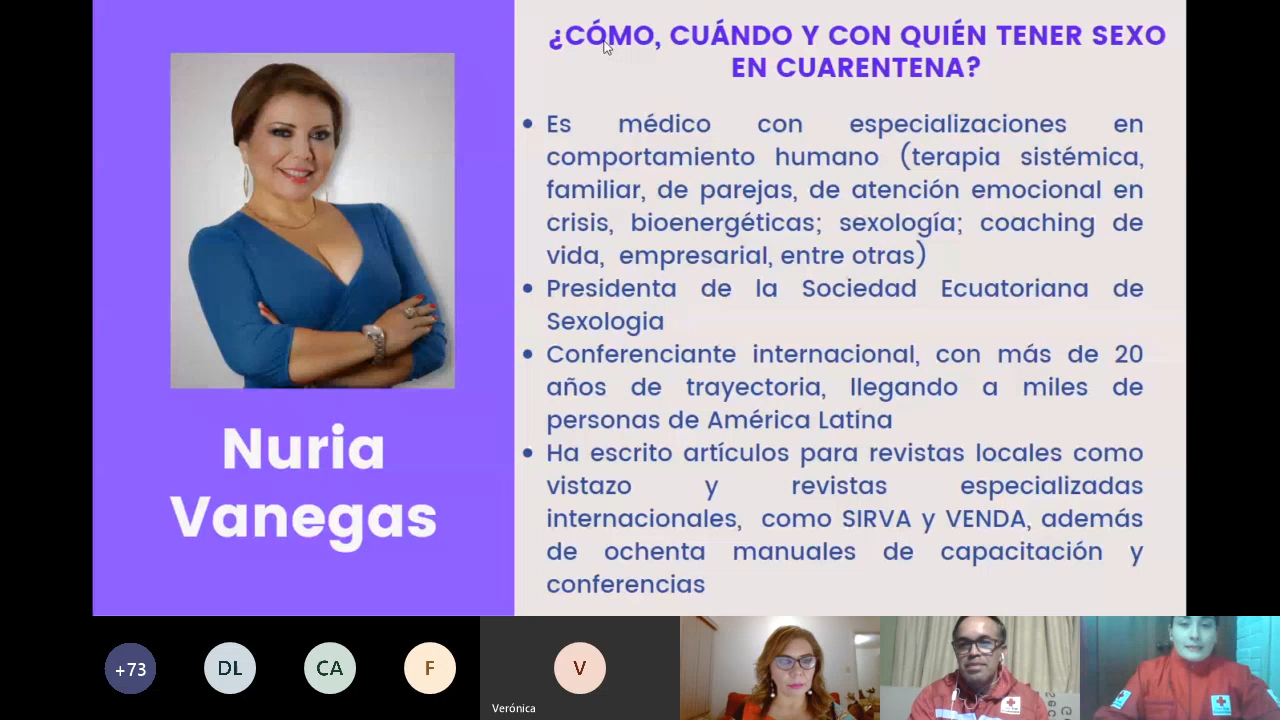 ¿CÓMO, CUÁNDO Y CON QUIÉN TENER SEXO
EN CUARENTENA?
• Es médico con especializaciones en
comportamiento humano (terapia sistémica,
familiar, de parejas, de atención emocional en
crisis, bioenergéticas; sexología; coaching de
vida, empresarial, entre otras)
• Presidenta de la Sociedad Ecuatoriana de
Sexologia
• Conferenciante internacional, con más de 20
años de trayectoria, llegando a miles de
personas de América Latina
• Ha escrito artículos para revistas locales como
vistazo y revistas especializadas
internacionales, como SIRVA y VENDA, además
de ochenta manuales de capacitación y
conferencias
Nuria
Vanegas
+73
DL
CA
F
V
Verónica